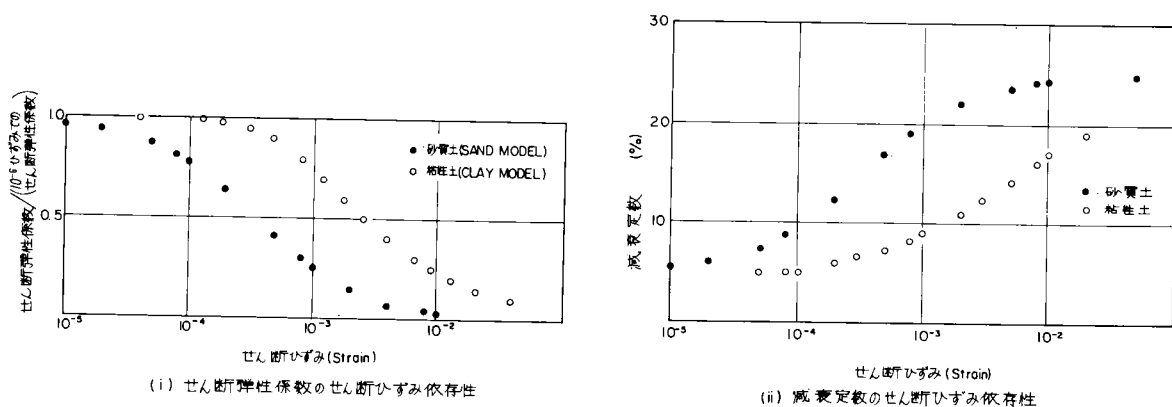 せん断弾性係数/(10⁻⁶ひずみでのせん断弾性係数)
1.0
0.5
0
● 砂質土(SAND MODEL)
○ 粘性土(CLAY MODEL)
10⁻⁵ 10⁻⁴ 10⁻³ 10⁻²
せん断ひずみ(Strain)
(i) せん断弾性係数のせん断ひずみ依存性
減衰定数 (%)
30
20
10
0
● 砂質土
○ 粘性土
10⁻⁵ 10⁻⁴ 10⁻³ 10⁻²
せん断ひずみ(Strain)
(ii) 減衰定数のせん断ひずみ依存性